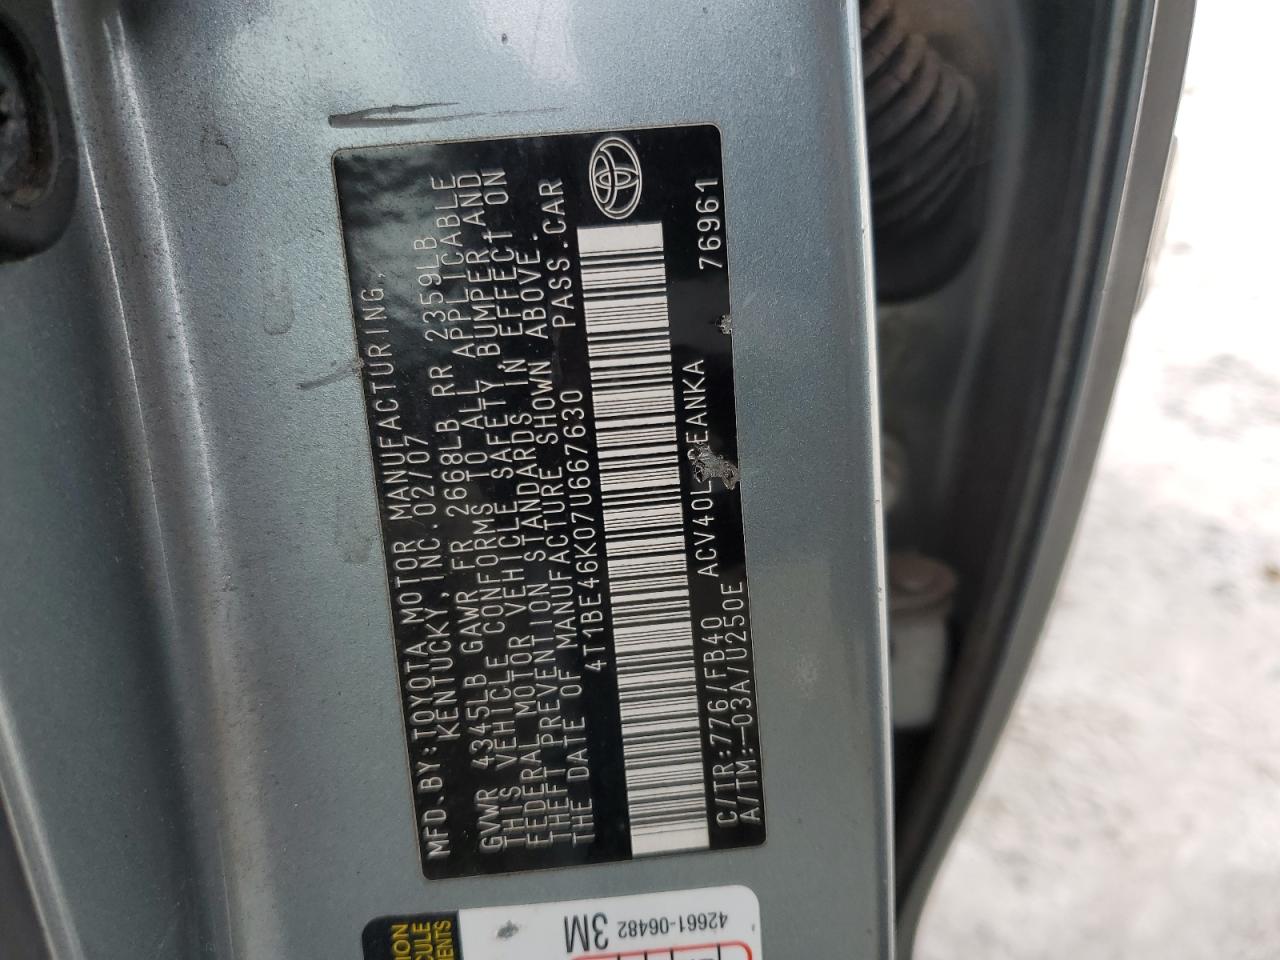 MFD.BY:TOYOTA MOTOR MANUFACTURING,
KENTUCKY,INC.02/07
GVWR 4345LB GAWR FR 2668LB RR 2359LB
THIS VEHICLE CONFORMS TO ALL APPLICABLE
FEDERAL MOTOR VEHICLE SAFETY,BUMPER,AND
THEFT PREVENTION STANDARDS IN EFFECT ON
THE DATE OF MANUFACTURE SHOWN ABOVE.
4T1BE46K07U667630 PASS.CAR
C/TR:776/FB40 EANKA 76961
A/TM:-03A/U250E
42661-06482
3M